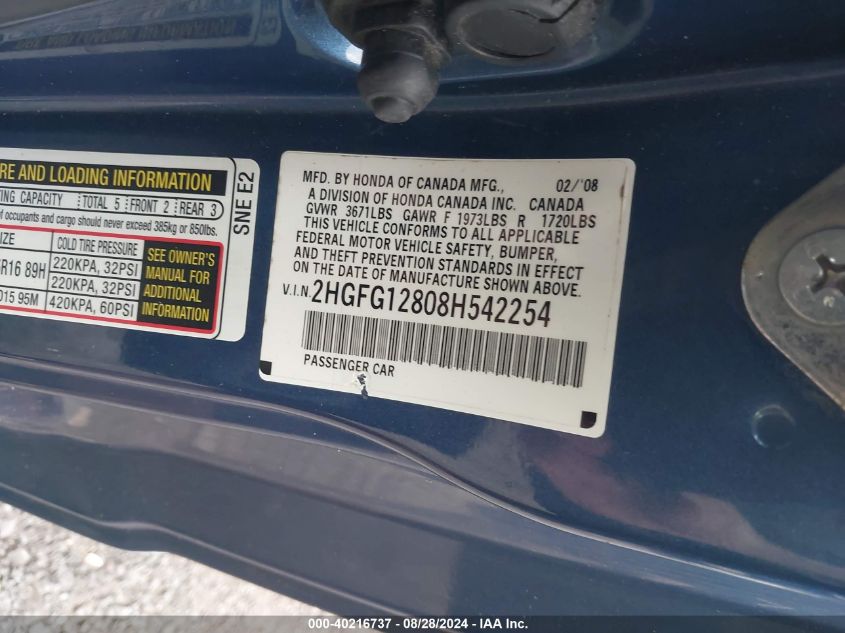 RE AND LOADING INFORMATION
TING CAPACITY TOTAL 5 FRONT 2 REAR 3
of occupants and cargo should never exceed 385kg or 850lbs.
SIZE COLD TIRE PRESSURE
R16 89H 220KPA, 32PSI
220KPA, 32PSI
D15 95M 420KPA, 60PSI
SEE OWNER'S
MANUAL FOR
ADDITIONAL
INFORMATION
SNE E2
MFD. BY HONDA OF CANADA MFG., 02/'08
A DIVISION OF HONDA CANADA INC. CANADA
GVWR 3671LBS GAWR F 1973LBS R 1720LBS
THIS VEHICLE CONFORMS TO ALL APPLICABLE
FEDERAL MOTOR VEHICLE SAFETY, BUMPER,
AND THEFT PREVENTION STANDARDS IN EFFECT
ON THE DATE OF MANUFACTURE SHOWN ABOVE.
V.I.N. 2HGFG12808H542254
PASSENGER CAR
000-40216737 - 08/28/2024 - IAAI Inc.